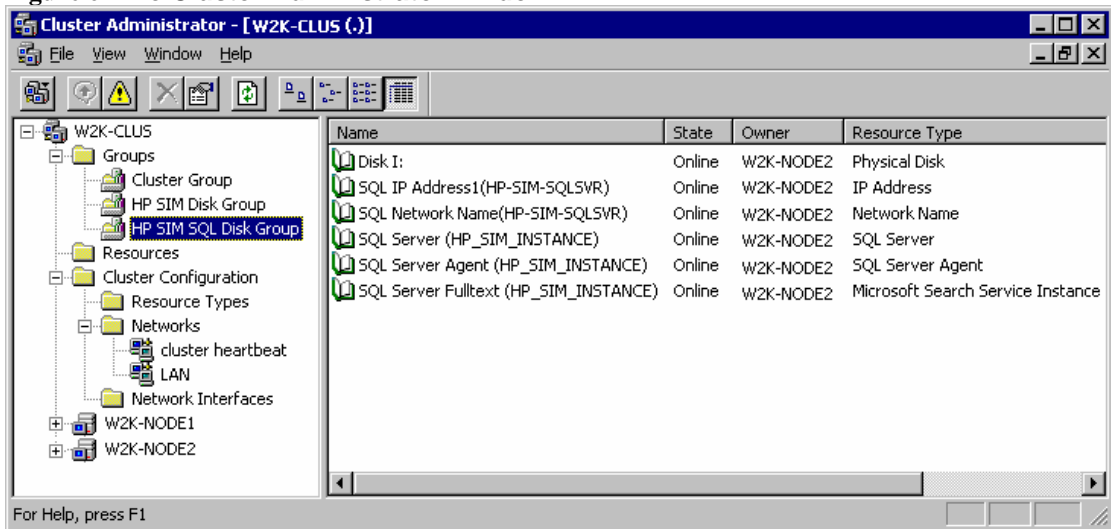 Cluster Administrator - [W2K-CLUS (.)]
File View Window Help
W2K-CLUS
Groups
Cluster Group
HP SIM Disk Group
HP SIM SQL Disk Group
Resources
Cluster Configuration
Resource Types
Networks
cluster heartbeat
LAN
Network Interfaces
W2K-NODE1
W2K-NODE2
Name State Owner Resource Type
Disk I: Online W2K-NODE2 Physical Disk
SQL IP Address1(HP-SIM-SQLSVR) Online W2K-NODE2 IP Address
SQL Network Name(HP-SIM-SQLSVR) Online W2K-NODE2 Network Name
SQL Server (HP_SIM_INSTANCE) Online W2K-NODE2 SQL Server
SQL Server Agent (HP_SIM_INSTANCE) Online W2K-NODE2 SQL Server Agent
SQL Server Fulltext (HP_SIM_INSTANCE) Online W2K-NODE2 Microsoft Search Service Instance
For Help, press F1